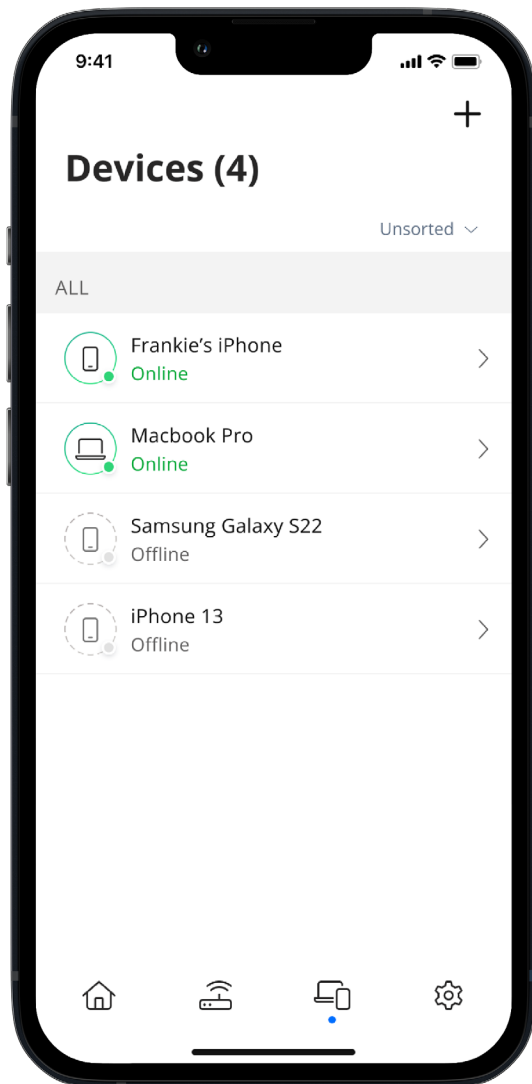 9:41
Devices (4)
Unsorted
ALL
Frankie’s iPhone
Online
Macbook Pro
Online
Samsung Galaxy S22
Offline
iPhone 13
Offline